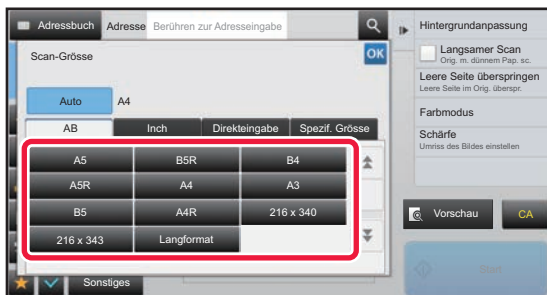 Adressbuch Adresse Berühren zur Adresseingabe
Scan-Grösse
OK
Auto A4
AB Inch Direkteingabe Spezif. Grösse
A5 B5R B4
A5R A4 A3
B5 A4R 216 x 340
216 x 343 Langformat
Sonstiges
Hintergrundanpassung
Langsamer Scan
Orig. m. dünnem Pap. sc.
Leere Seite überspringen
Leere Seite im Orig. überspr.
Farbmodus
Schärfe
Umriss des Bildes einstellen
Vorschau CA
Start